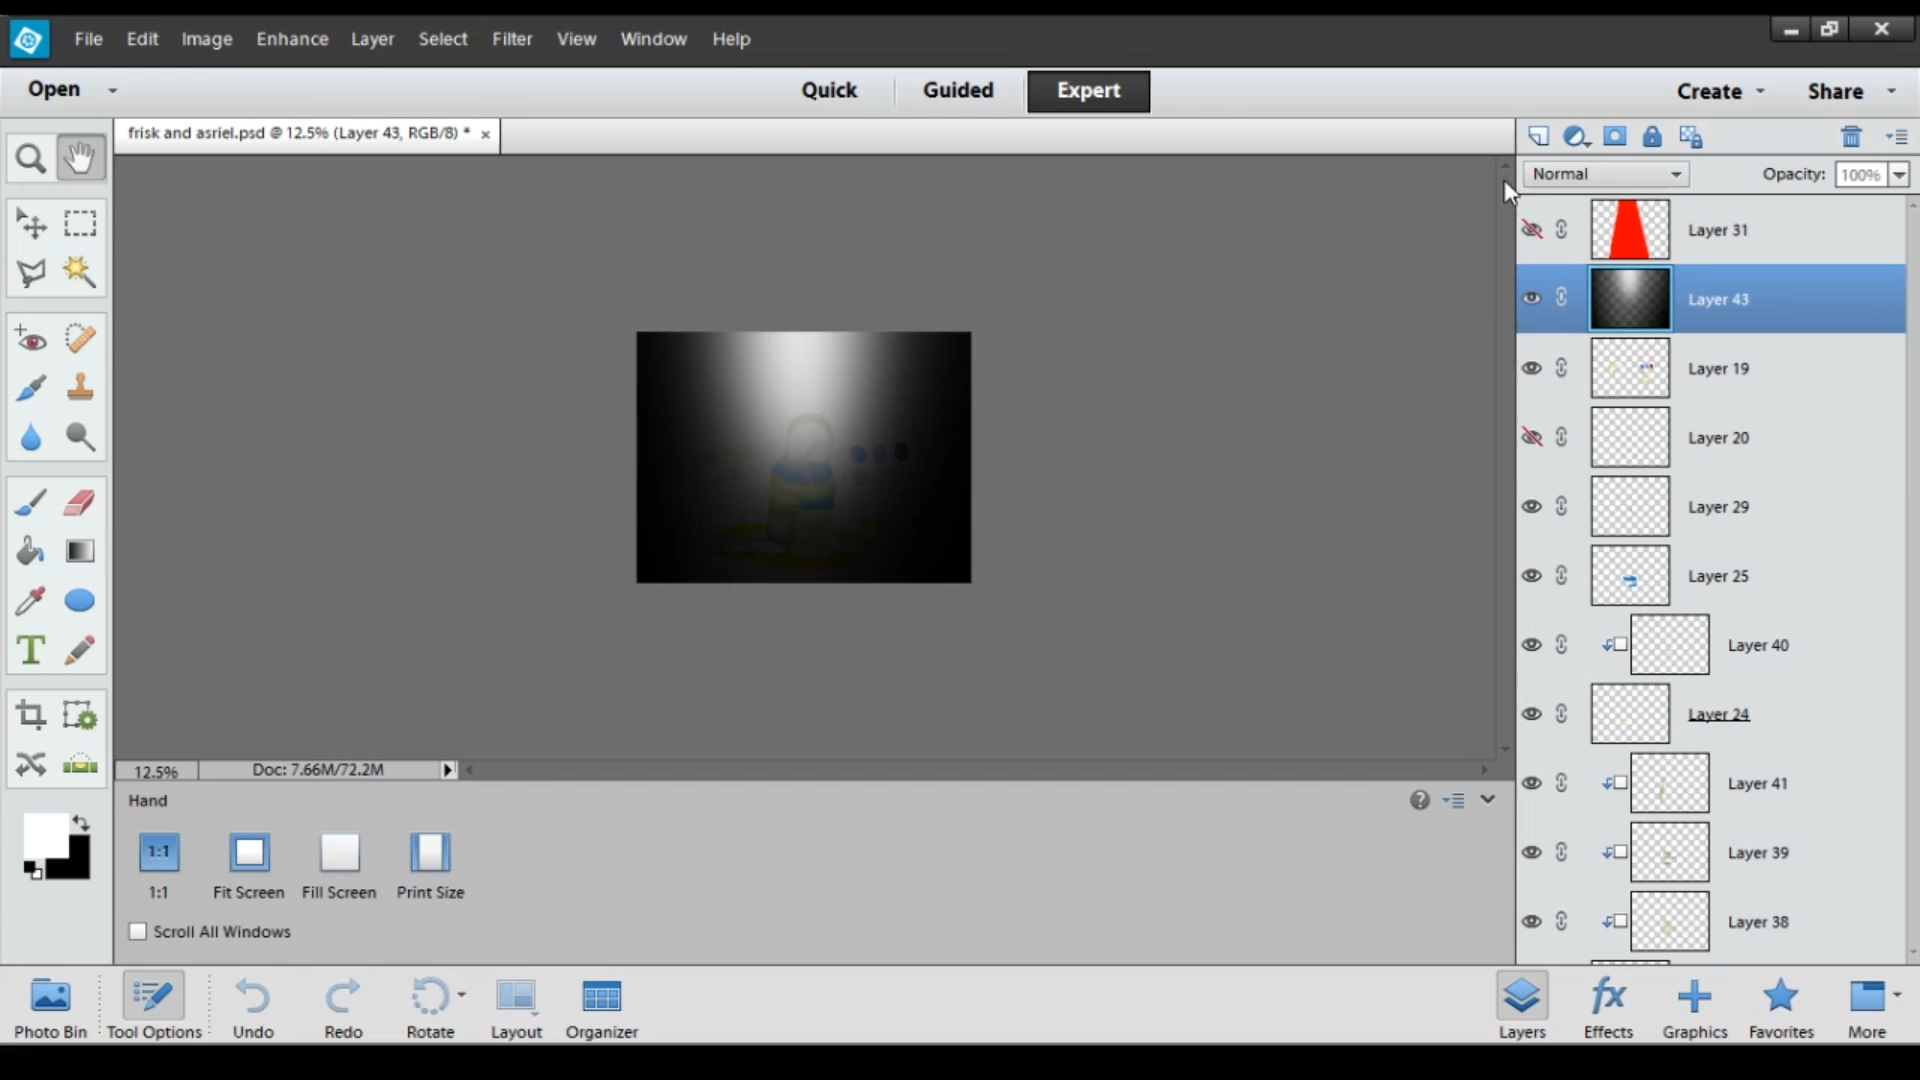 File Edit Image Enhance Layer Select Filter View Window Help
Open Quick Guided Expert Create Share
frisk and asriel.psd @ 12.5% (Layer 43, RGB/8) * ×
Normal Opacity: 100%
Layer 31
Layer 43
Layer 19
Layer 20
Layer 29
Layer 25
Layer 40
Layer 24
Layer 41
Layer 39
Layer 38
12.5% Doc: 7.66M/72.2M
Hand
1:1
1:1 Fit Screen Fill Screen Print Size
Scroll All Windows
Photo Bin Tool Options Undo Redo Rotate Layout Organizer Layers Effects Graphics Favorites More